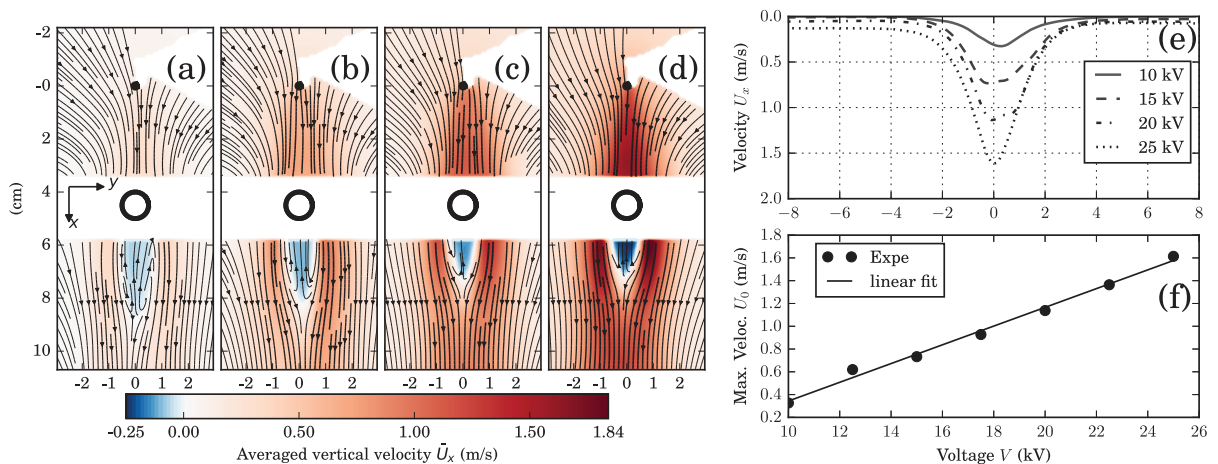 (a) (b) (c) (d)
-2
-0
2
4
6
8
10
(cm)
y
x
-2 -1 0 1 2 -2 -1 0 1 2 -2 -1 0 1 2 -2 -1 0 1 2
-0.25 0.00 0.50 1.00 1.50 1.84
Averaged vertical velocity Ū_x (m/s)
(e)
0.0
0.5
1.0
1.5
2.0
Velocity U_x (m/s)
10 kV
15 kV
20 kV
25 kV
−8 −6 −4 −2 0 2 4 6 8
(f)
1.8
1.6
1.4
1.2
1.0
0.8
0.6
0.4
0.2
Max. Veloc. U_0 (m/s)
Expe
linear fit
10 12 14 16 18 20 22 24 26
Voltage V (kV)